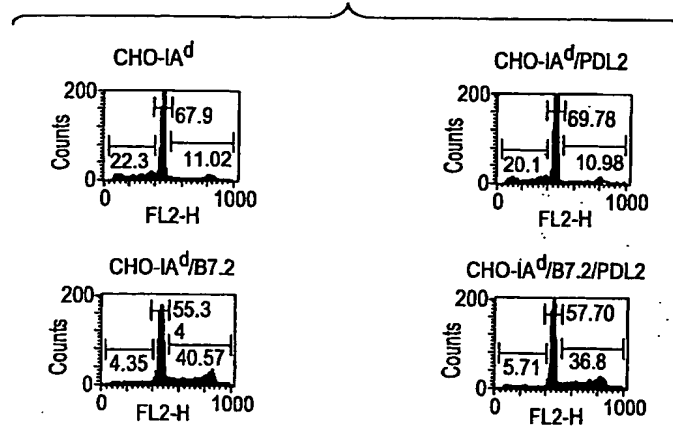 CHO-IAd
200
Counts
0
67.9
22.3
11.02
0
1000
FL2-H
CHO-IAd/PDL2
200
Counts
0
69.78
20.1
10.98
0
1000
FL2-H
CHO-IAd/B7.2
200
Counts
0
55.3
4
4.35
40.57
0
1000
FL2-H
CHO-IAd/B7.2/PDL2
200
Counts
0
57.70
5.71
36.8
0
1000
FL2-H